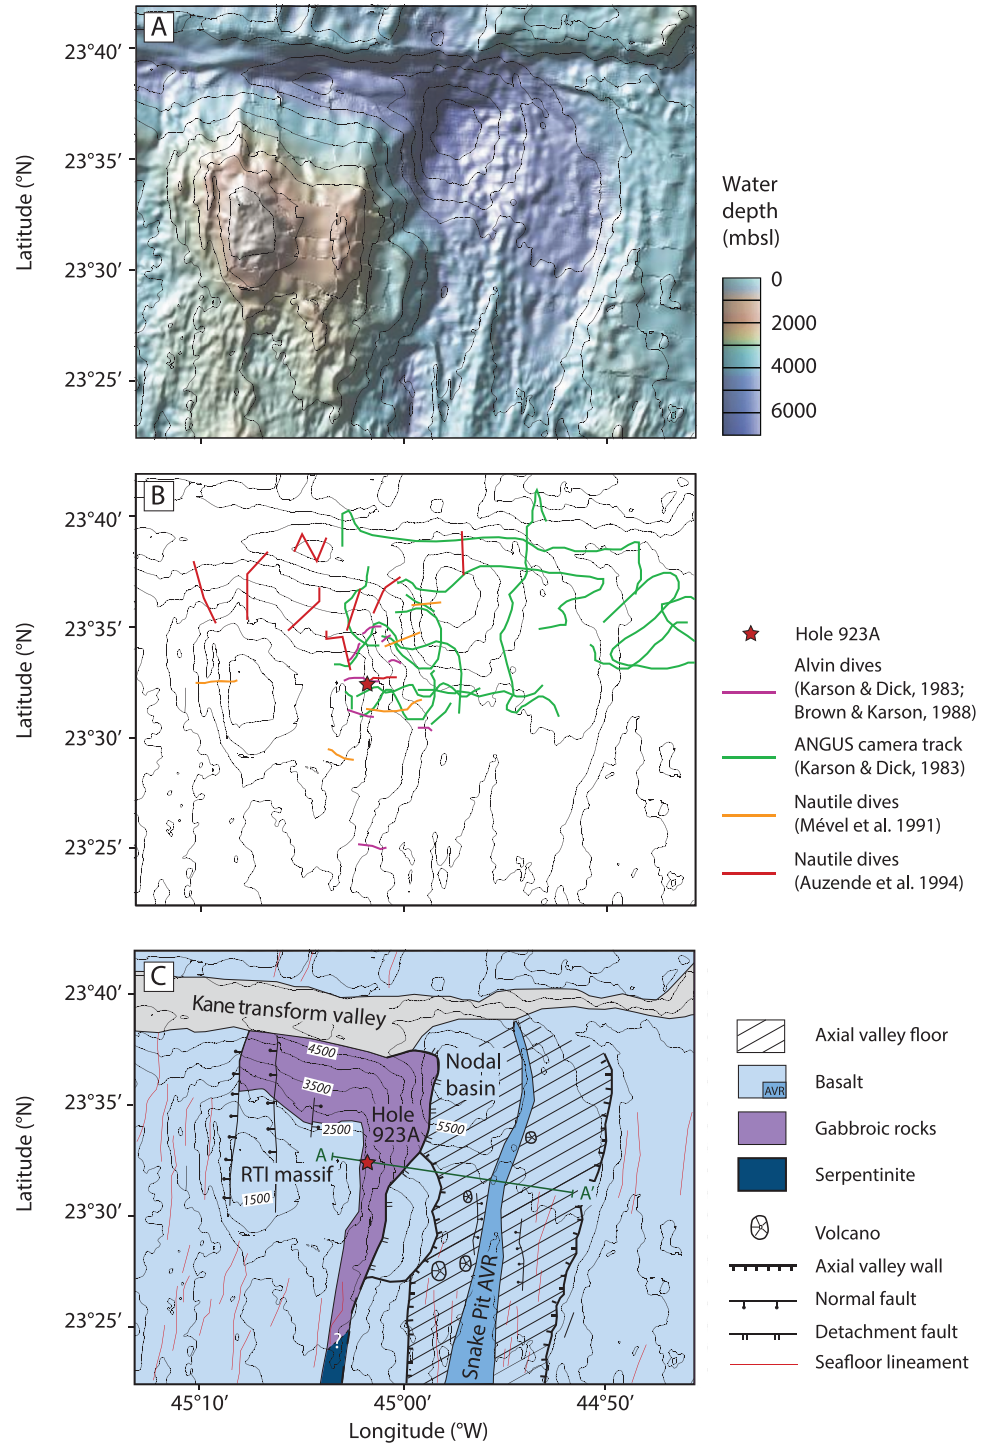 A
23°40′
23°35′
23°30′
23°25′
Latitude (°N)
Water
depth
(mbsl)
0
2000
4000
6000
B
23°40′
23°35′
23°30′
23°25′
Latitude (°N)
Hole 923A
Alvin dives
(Karson & Dick, 1983;
Brown & Karson, 1988)
ANGUS camera track
(Karson & Dick, 1983)
Nautile dives
(Mével et al. 1991)
Nautile dives
(Auzende et al. 1994)
C
23°40′
23°35′
23°30′
23°25′
Latitude (°N)
Kane transform valley
4500
3500
2500
1500
5500
Nodal
basin
Hole
923A
A
A′
RTI massif
Snake Pit AVR
?
45°10′
45°00′
44°50′
Longitude (°W)
Axial valley floor
AVR
Basalt
Gabbroic rocks
Serpentinite
Volcano
Axial valley wall
Normal fault
Detachment fault
Seafloor lineament